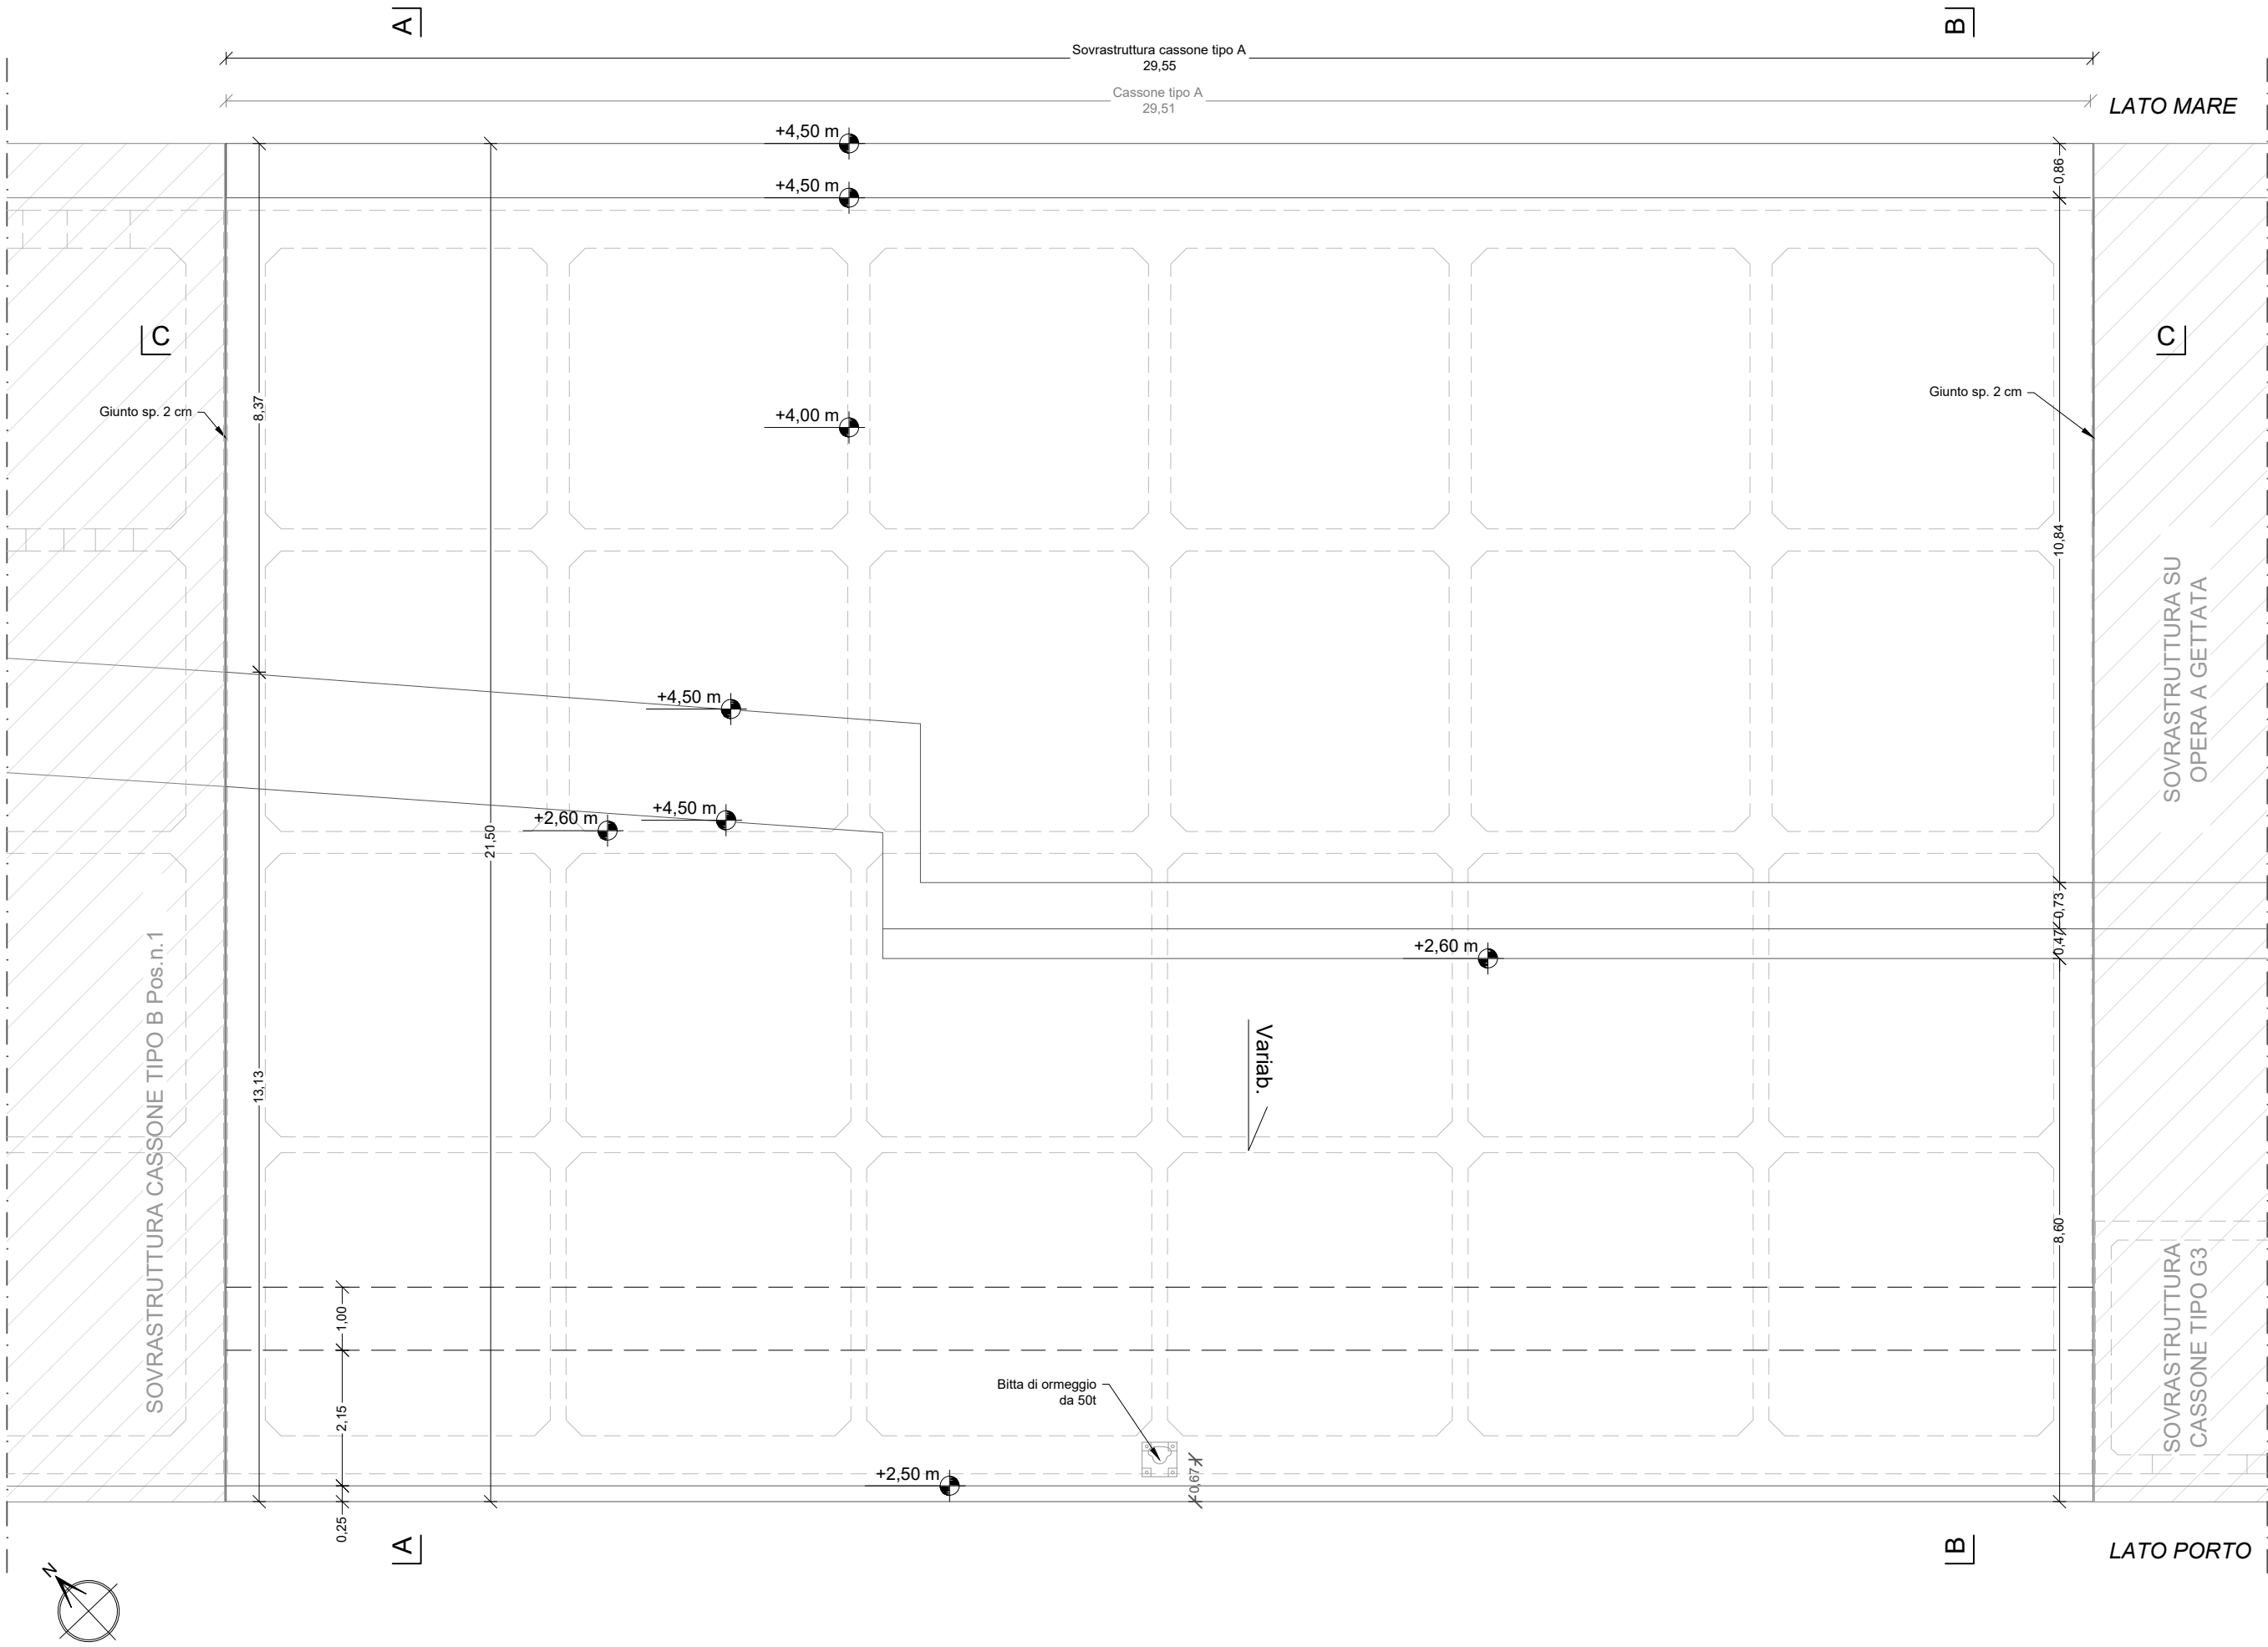 A
B
Sovrastruttura cassone tipo A
29,55
Cassone tipo A
29,51
LATO MARE
+4,50 m
+4,50 m
0,86
C
C
Giunto sp. 2 cm
8,37
+4,00 m
Giunto sp. 2 cm
10,84
SOVRASTRUTTURA SU
OPERA A GETTATA
+4,50 m
+4,50 m
+2,60 m
21,50
0,73
0,47
+2,60 m
SOVRASTRUTTURA CASSONE TIPO B Pos.n.1
13,13
Variab.
8,60
SOVRASTRUTTURA
CASSONE TIPO G3
1,00
2,15
Bitta di ormeggio
da 50t
0,67
+2,50 m
0,25
A
B
LATO PORTO
N